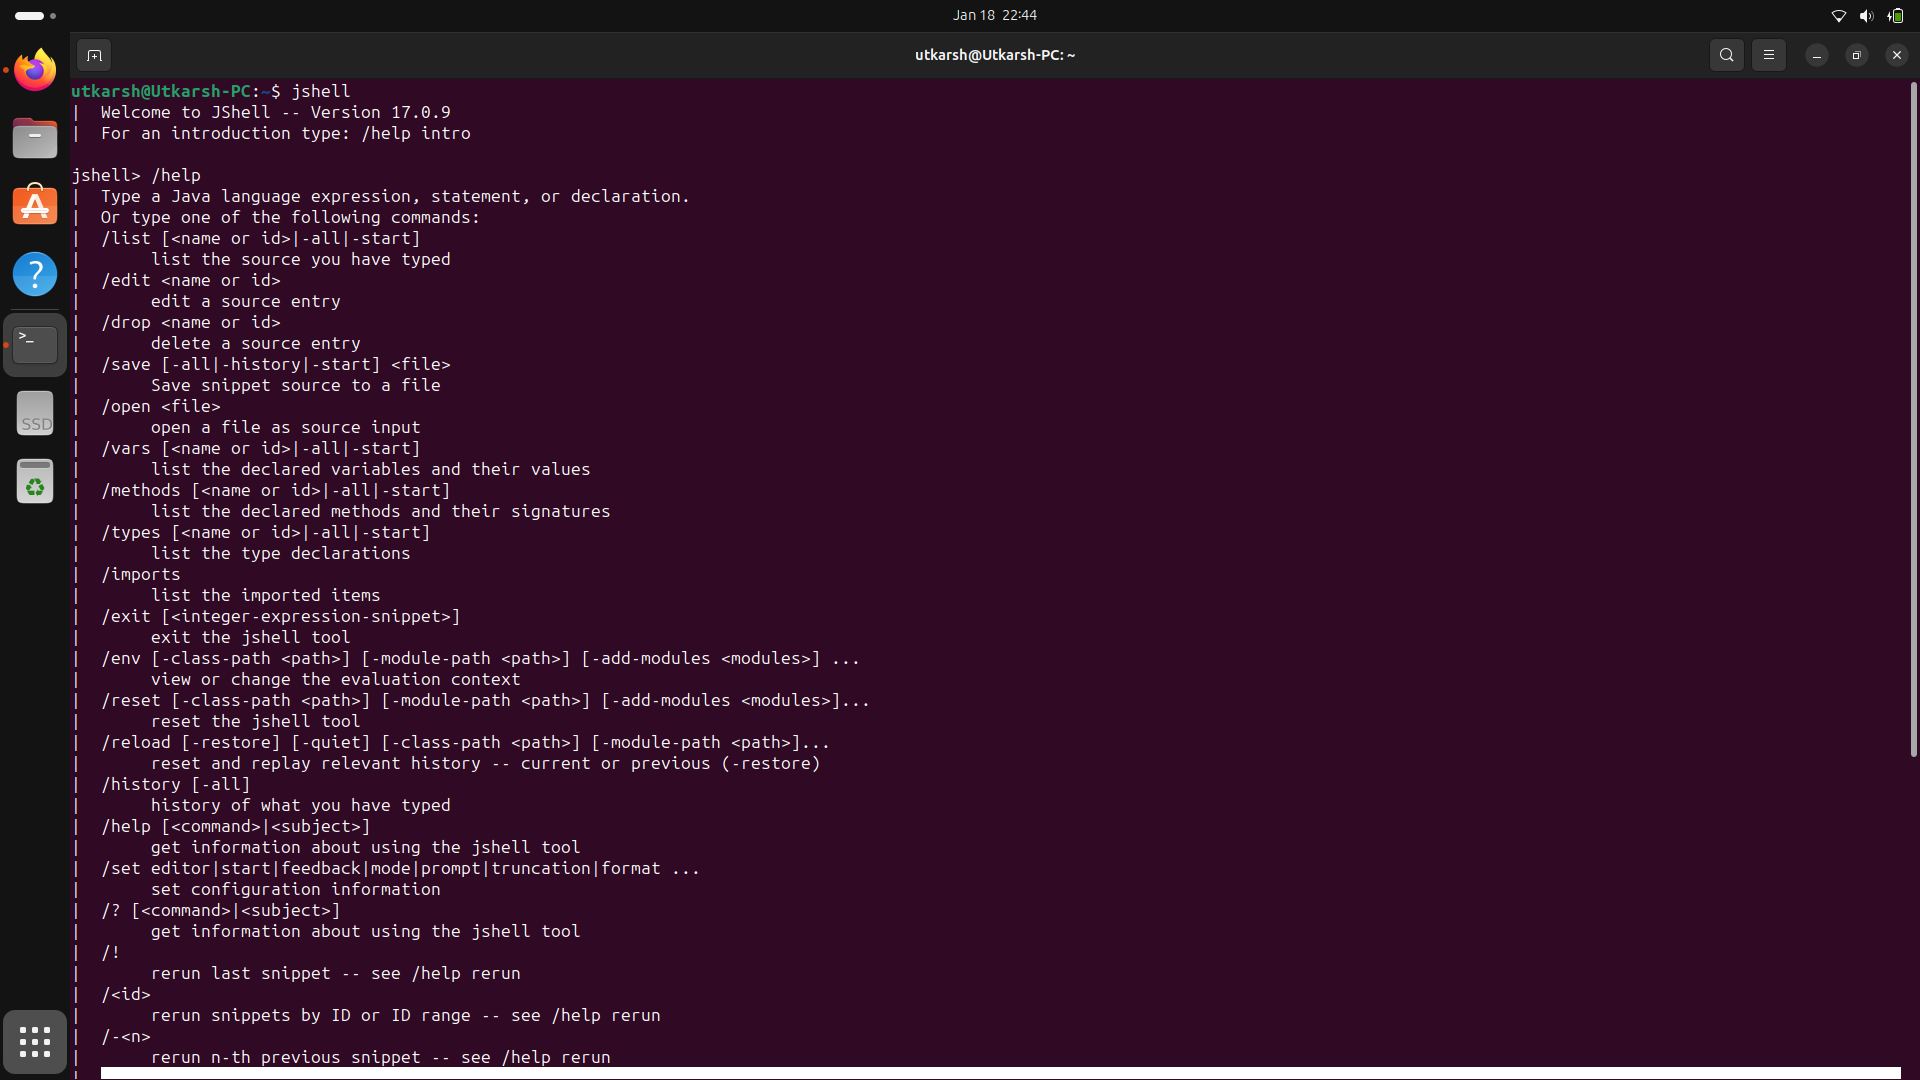 Jan 18 22:44
utkarsh@Utkarsh-PC: ~
utkarsh@Utkarsh-PC:~$ jshell
|  Welcome to JShell -- Version 17.0.9
|  For an introduction type: /help intro
jshell> /help
|  Type a Java language expression, statement, or declaration.
|  Or type one of the following commands:
|  /list [<name or id>|-all|-start]
|       list the source you have typed
|  /edit <name or id>
|       edit a source entry
|  /drop <name or id>
|       delete a source entry
|  /save [-all|-history|-start] <file>
|       Save snippet source to a file
|  /open <file>
|       open a file as source input
|  /vars [<name or id>|-all|-start]
|       list the declared variables and their values
|  /methods [<name or id>|-all|-start]
|       list the declared methods and their signatures
|  /types [<name or id>|-all|-start]
|       list the type declarations
|  /imports
|       list the imported items
|  /exit [<integer-expression-snippet>]
|       exit the jshell tool
|  /env [-class-path <path>] [-module-path <path>] [-add-modules <modules>] ...
|       view or change the evaluation context
|  /reset [-class-path <path>] [-module-path <path>] [-add-modules <modules>]...
|       reset the jshell tool
|  /reload [-restore] [-quiet] [-class-path <path>] [-module-path <path>]...
|       reset and replay relevant history -- current or previous (-restore)
|  /history [-all]
|       history of what you have typed
|  /help [<command>|<subject>]
|       get information about using the jshell tool
|  /set editor|start|feedback|mode|prompt|truncation|format ...
|       set configuration information
|  /? [<command>|<subject>]
|       get information about using the jshell tool
|  /!
|       rerun last snippet -- see /help rerun
|  /<id>
|       rerun snippets by ID or ID range -- see /help rerun
|  /-<n>
|       rerun n-th previous snippet -- see /help rerun
|
SSD